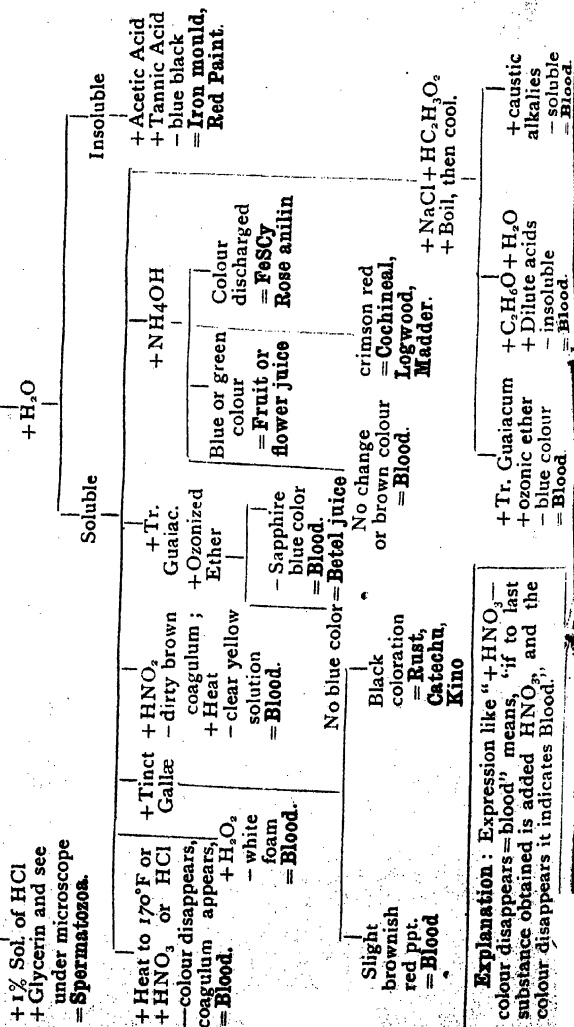 +1% Sol. of HCl
+Glycerin and see
under microscope
=Spermatozoa.
+H₂O
Soluble
Insoluble
+Acetic Acid
+Tannic Acid
-blue black
=Iron mould,
Red Paint.
+Heat to 170°F or
+HNO₃ or HCl
—colour disappears,
coagulum appears,
=Blood.
+H₂O₂
-white
foam
=Blood.
+Tinct
Gallæ
Slight
brownish
red ppt.
=Blood
Black
coloration
=Rust,
Catechu,
Kino
+HNO₂
-dirty brown
coagulum;
+Heat
-clear yellow
solution
=Blood.
+Tr.
Guaiac.
+Ozonized
Ether
-Sapphire
blue color
=Blood.
No blue color=Betel juice
+NH4OH
Blue or green
colour
=Fruit or
flower juice
Colour
discharged
=FeSCy
Rose anilin
No change
or brown colour
=Blood.
crimson red
=Cochineal,
Logwood,
Madder.
+NaCl+HC₂H₃O₂
+Boil, then cool.
+Tr. Guaiacum
+ozonic ether
-blue colour
=Blood
+C₂H₆O+H₂O
+Dilute acids
-insoluble
=Blood.
+caustic
alkalies
-soluble
=Blood.
Explanation: Expression like "+HNO₃—
colour disappears=blood" means, "if to last
substance obtained is added HNO₃, and the
colour disappears it indicates Blood."